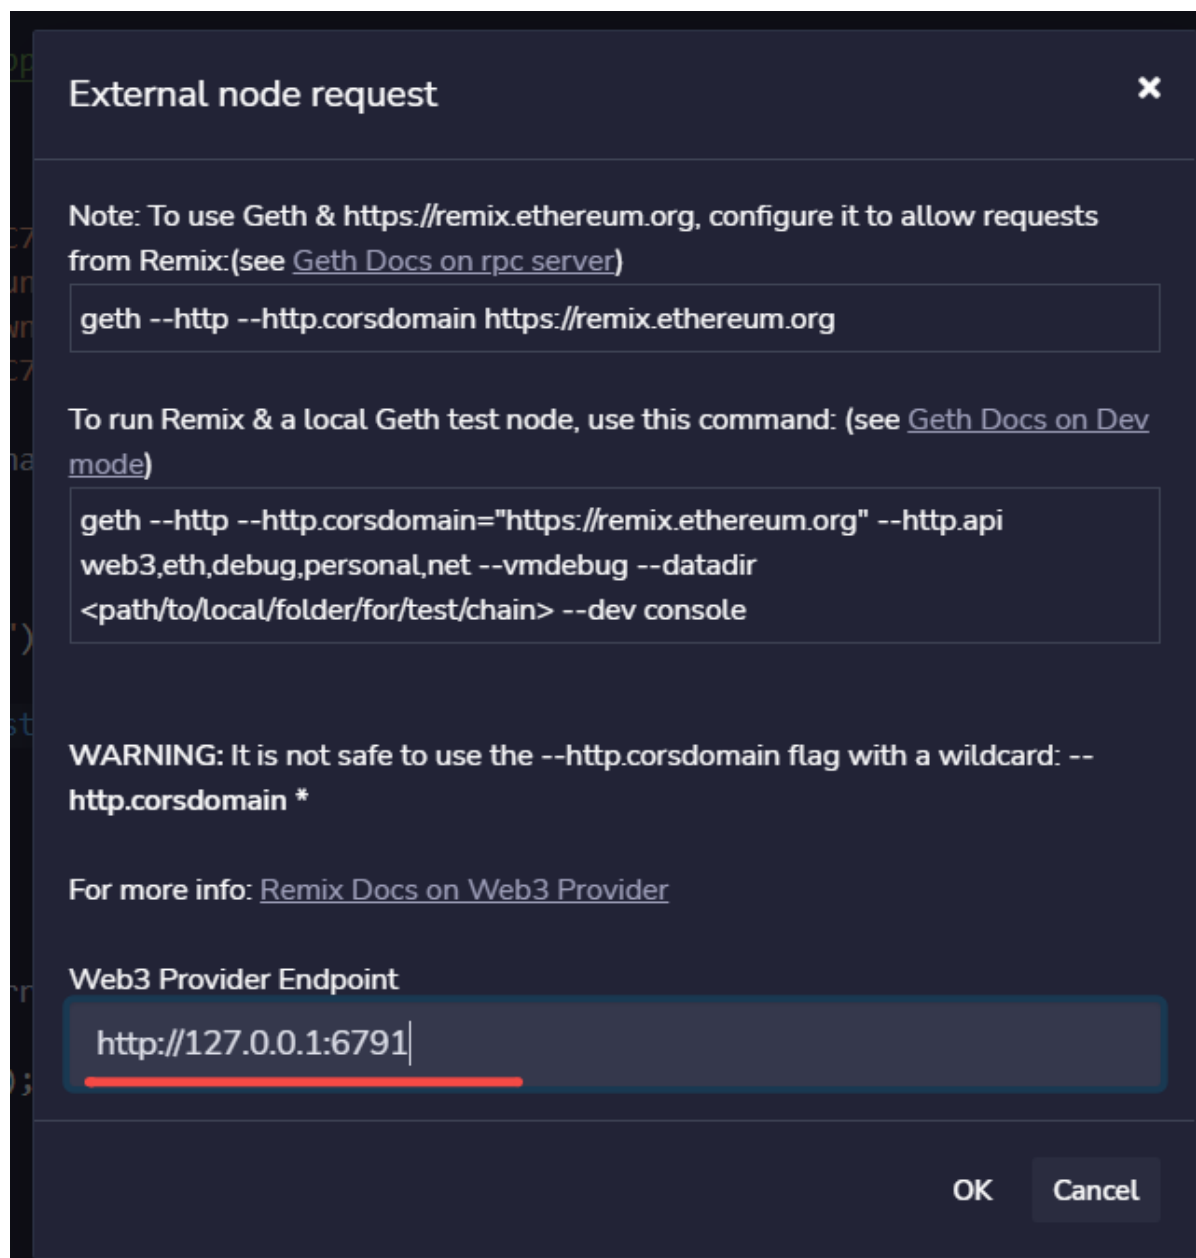 External node request
Note: To use Geth & https://remix.ethereum.org, configure it to allow requests
from Remix:(see Geth Docs on rpc server)
geth --http --http.corsdomain https://remix.ethereum.org
To run Remix & a local Geth test node, use this command: (see Geth Docs on Dev
mode)
geth --http --http.corsdomain="https://remix.ethereum.org" --http.api
web3,eth,debug,personal,net --vmdebug --datadir
<path/to/local/folder/for/test/chain> --dev console
WARNING: It is not safe to use the --http.corsdomain flag with a wildcard: --
http.corsdomain *
For more info: Remix Docs on Web3 Provider
Web3 Provider Endpoint
http://127.0.0.1:6791
OK Cancel